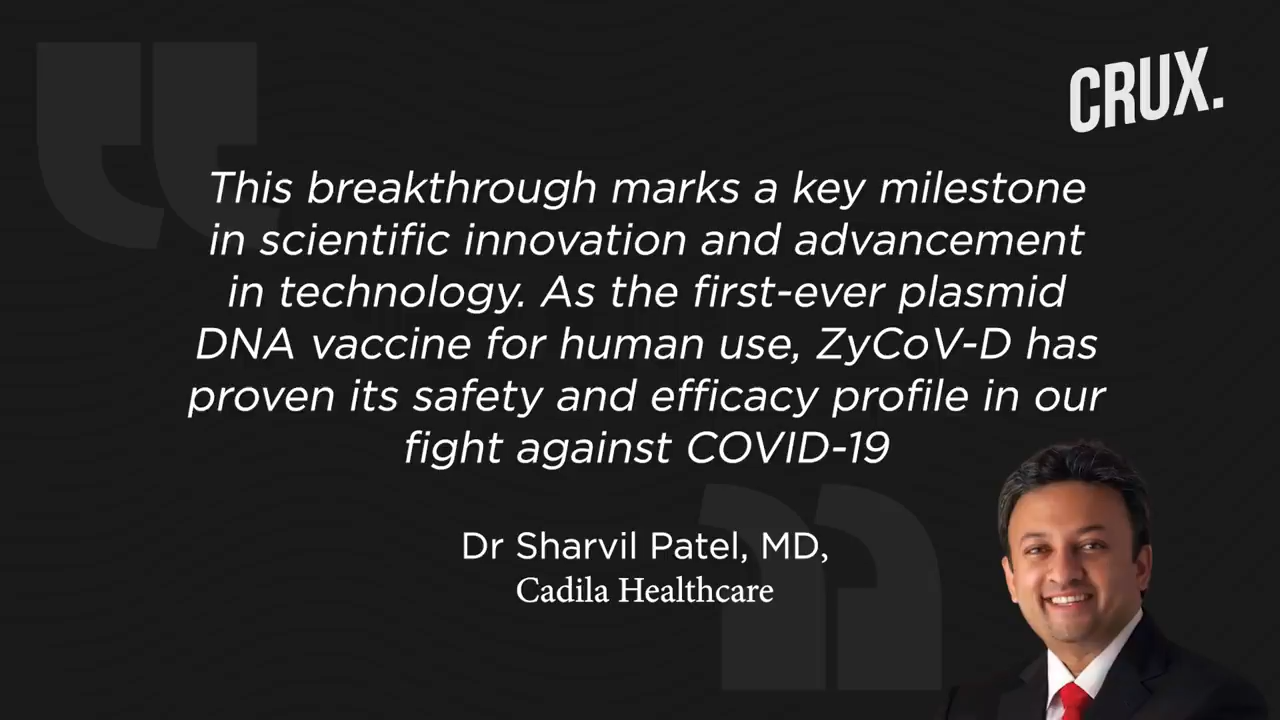 CRUX.
This breakthrough marks a key milestone
in scientific innovation and advancement
in technology. As the first-ever plasmid
DNA vaccine for human use, ZyCoV-D has
proven its safety and efficacy profile in our
fight against COVID-19
Dr Sharvil Patel, MD,
Cadila Healthcare